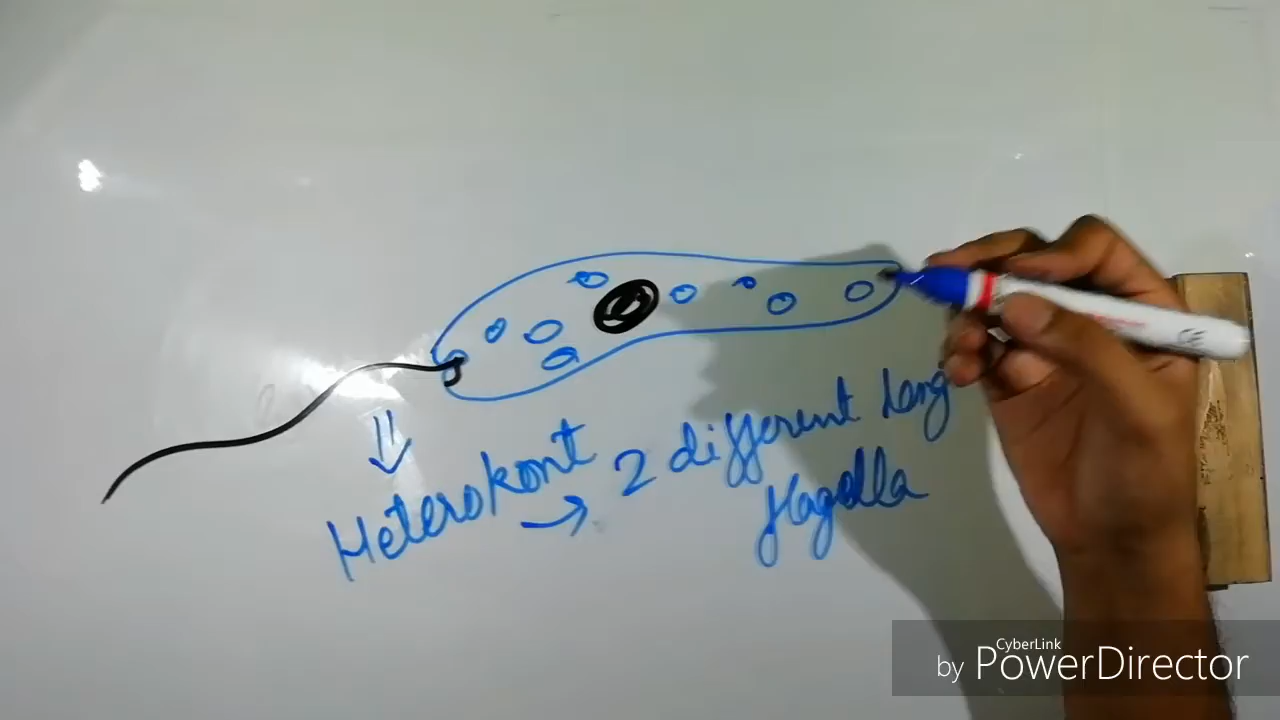 Heterokont → 2 different leng
flagella
CyberLink
by PowerDirector